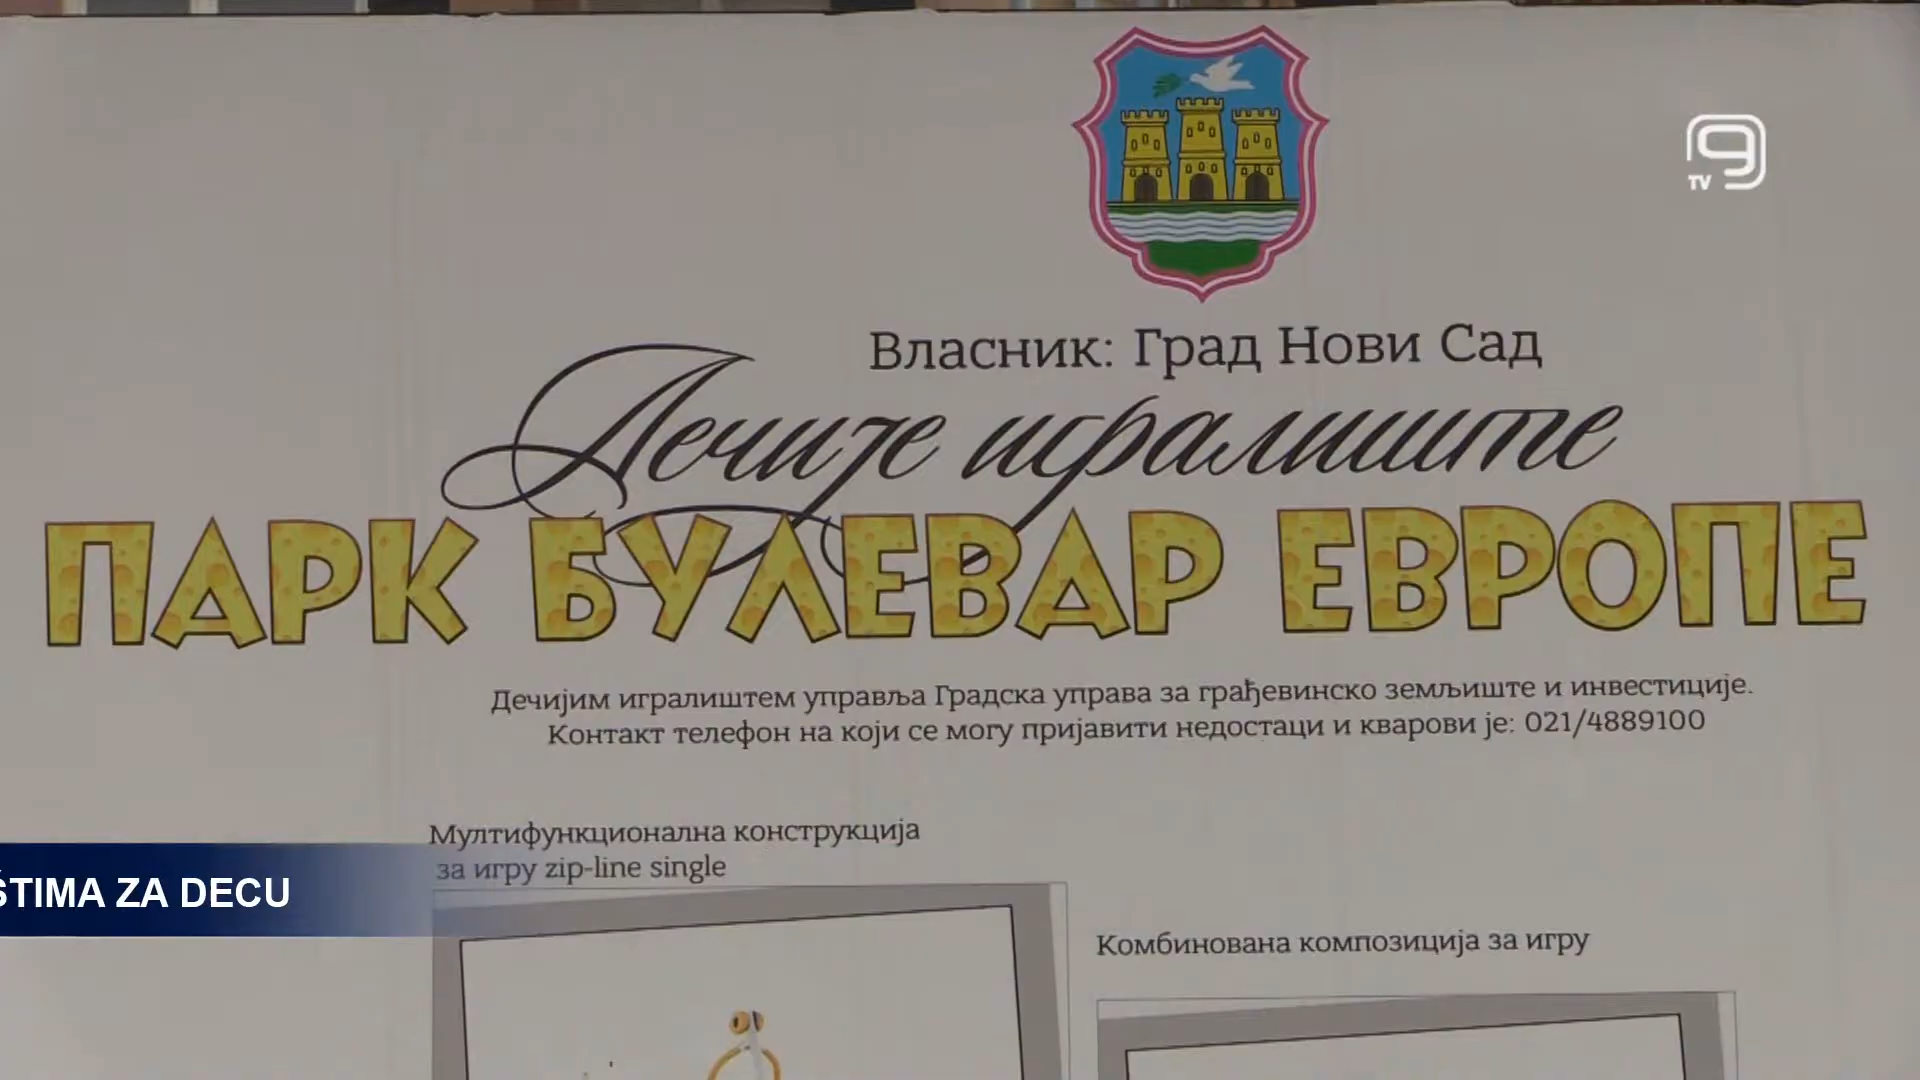 TV 9
Власник: Град Нови Сад
Дечије игралиште
ПАРК БУЛЕВАР ЕВРОПЕ
Дечијим игралиштем управља Градска управа за грађевинско земљиште и инвестиције.
Контакт телефон на који се могу пријавити недостаци и кварови је: 021/4889100
Мултифункционална конструкција
за игру zip-line single
ŠTIMA ZA DECU
Комбинована композиција за игру